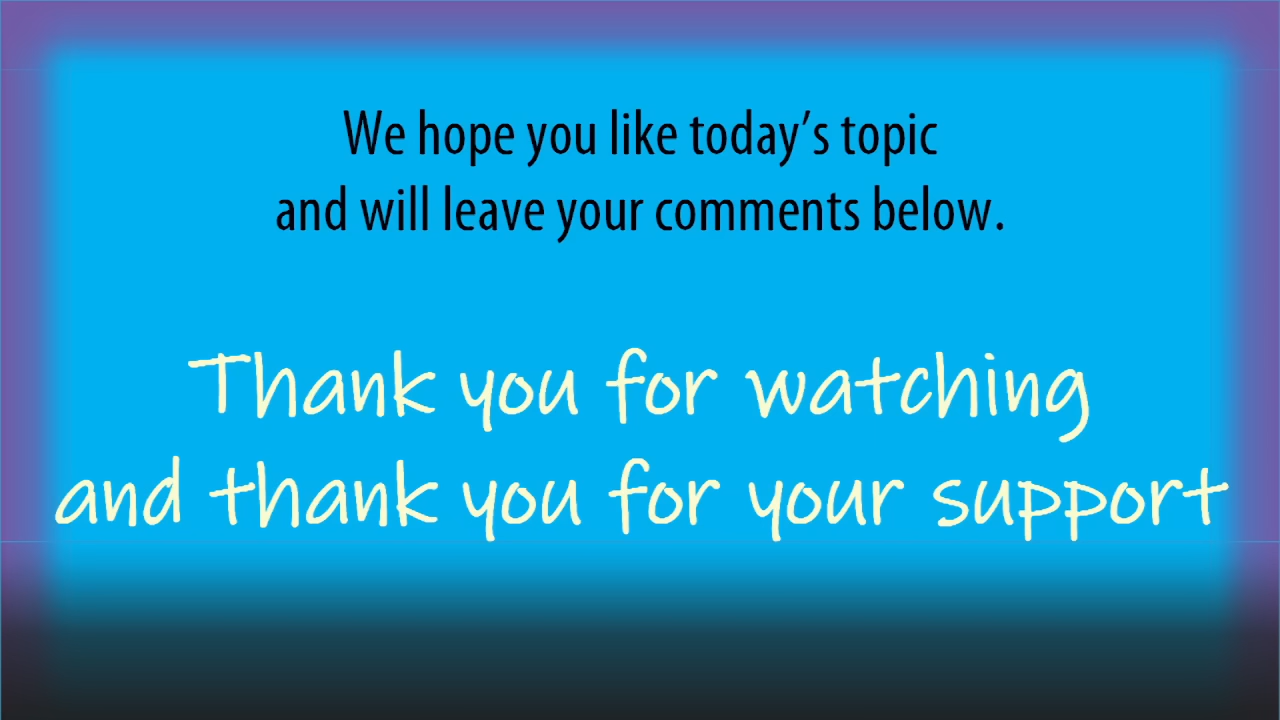 We hope you like today’s topic
and will leave your comments below.
Thank you for watching
and thank you for your support